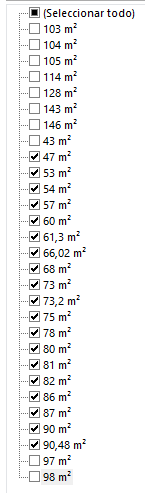 (Seleccionar todo)
103 m²
104 m²
105 m²
114 m²
128 m²
143 m²
146 m²
43 m²
47 m²
53 m²
54 m²
57 m²
60 m²
61,3 m²
66,02 m²
68 m²
73 m²
73,2 m²
75 m²
78 m²
80 m²
81 m²
82 m²
86 m²
87 m²
90 m²
90,48 m²
97 m²
98 m²